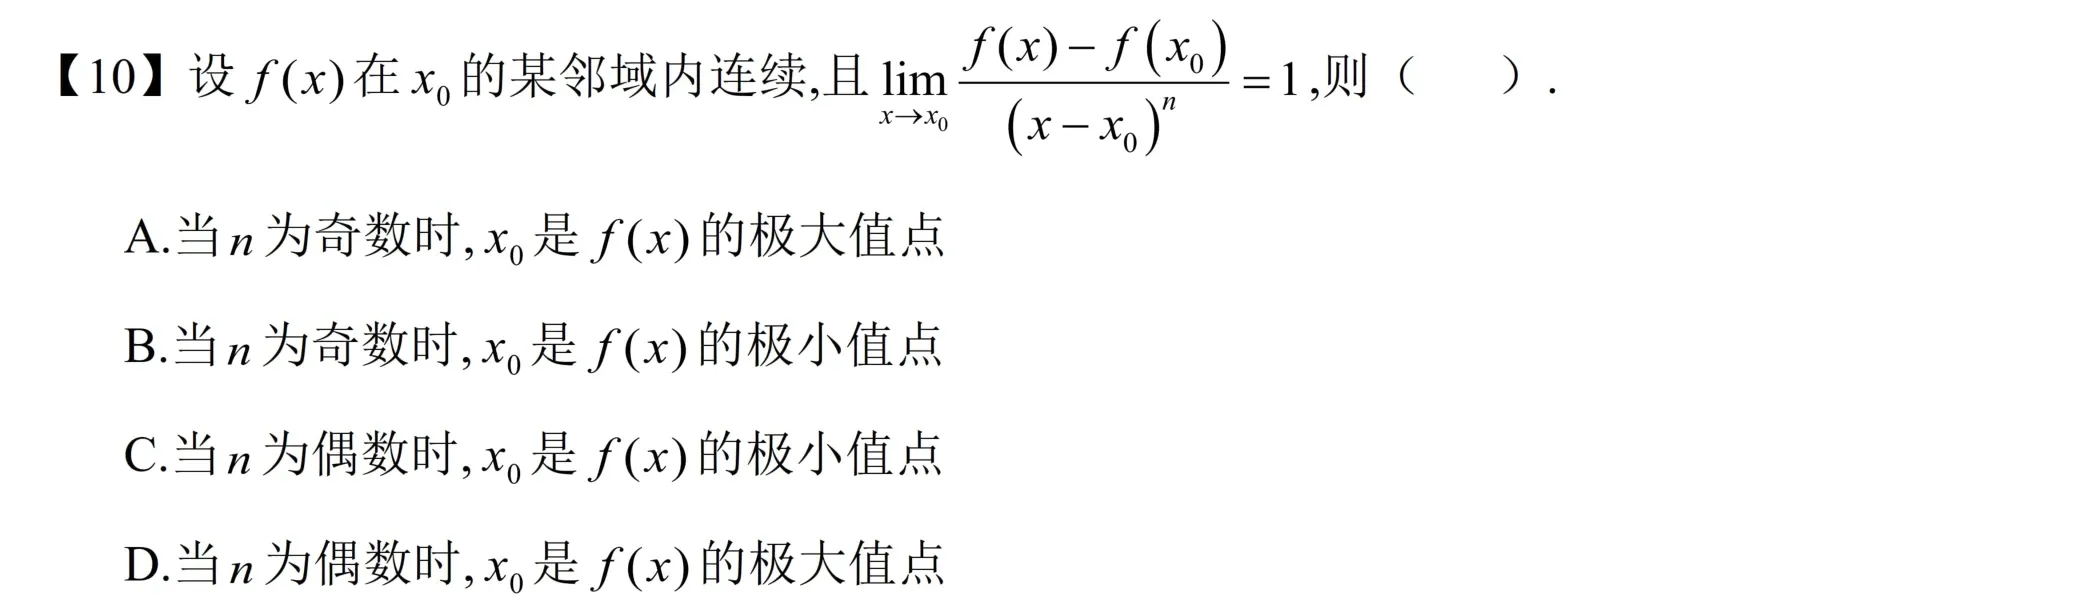 【10】设 $f(x)$ 在 $x_0$ 的某邻域内连续,且 $\lim\limits_{x \to x_0} \frac{f(x)-f(x_0)}{(x-x_0)^n}=1$,则（    ）.
A.当 $n$ 为奇数时, $x_0$ 是 $f(x)$ 的极大值点
B.当 $n$ 为奇数时, $x_0$ 是 $f(x)$ 的极小值点
C.当 $n$ 为偶数时, $x_0$ 是 $f(x)$ 的极小值点
D.当 $n$ 为偶数时, $x_0$ 是 $f(x)$ 的极大值点